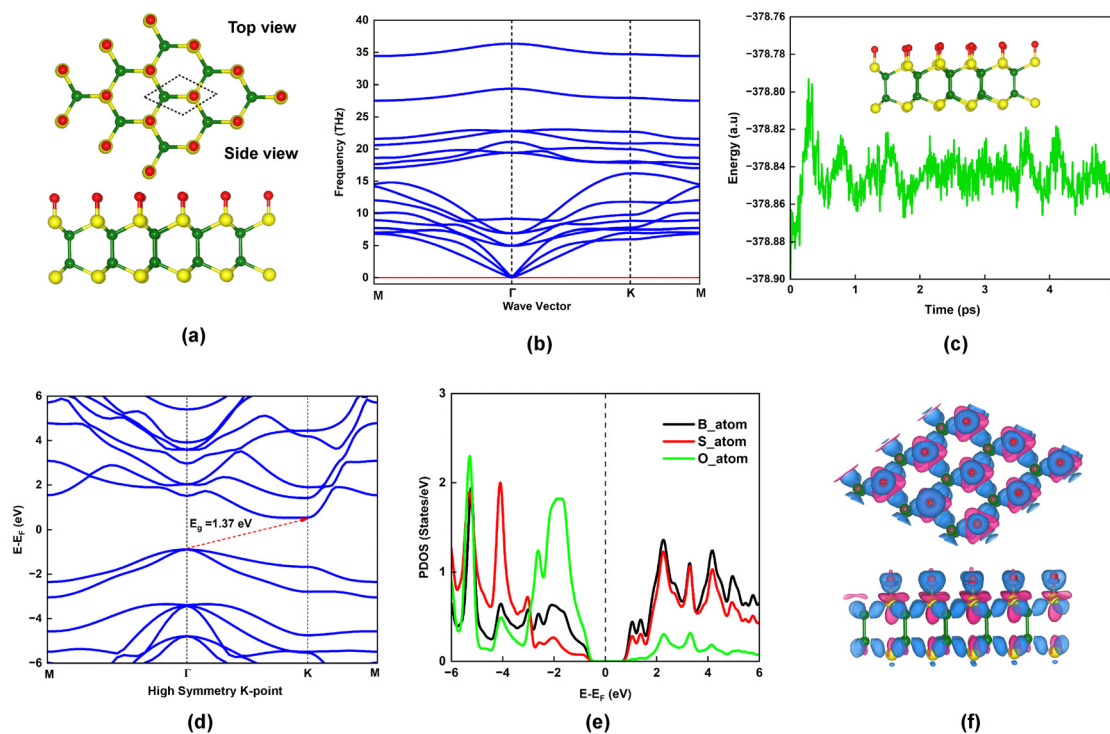 Top view
Side view
(a)
40
35
30
25
20
15
10
5
0
Frequency (THz)
M
Γ
K
M
Wave Vector
(b)
−378.76
−378.78
−378.80
−378.82
−378.84
−378.86
−378.88
−378.90
Energy (a.u)
0
1
2
3
4
Time (ps)
(c)
6
4
2
0
−2
−4
−6
E-EF (eV)
Eg =1.37 eV
M
Γ
K
M
High Symmetry K-point
(d)
3
2
1
0
PDOS (States/eV)
B_atom
S_atom
O_atom
−6
−4
−2
0
2
4
6
E-EF (eV)
(e)
(f)